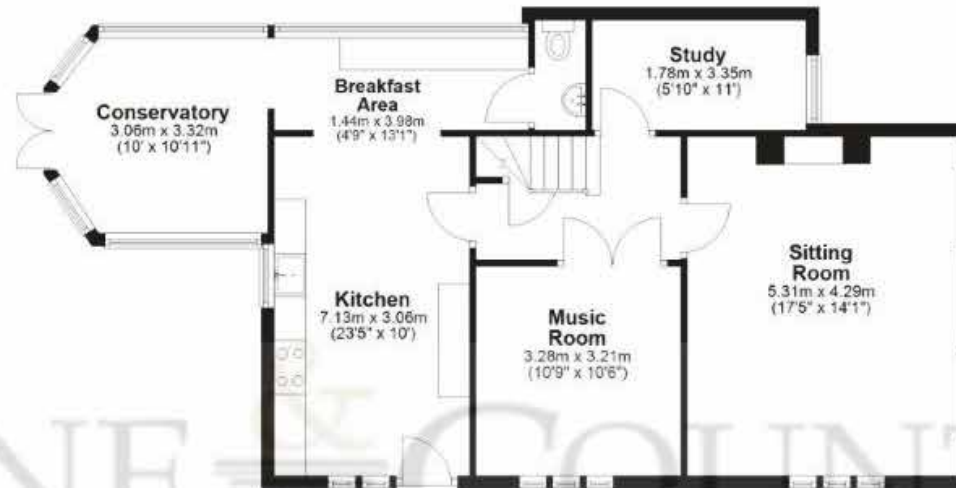 Conservatory
3.06m x 3.32m
(10' x 10'11")
Breakfast
Area
1.44m x 3.98m
(4'9" x 13'1")
Study
1.78m x 3.35m
(5'10" x 11')
Kitchen
7.13m x 3.06m
(23'5" x 10')
Music
Room
3.28m x 3.21m
(10'9" x 10'6")
Sitting
Room
5.31m x 4.29m
(17'5" x 14'1")
NE & COUNT